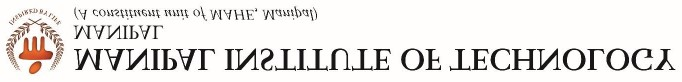 MANIPAL INSTITUTE OF TECHNOLOGY
MANIPAL
(A constituent unit of MAHE, Manipal)
INSPIRED BY LIFE